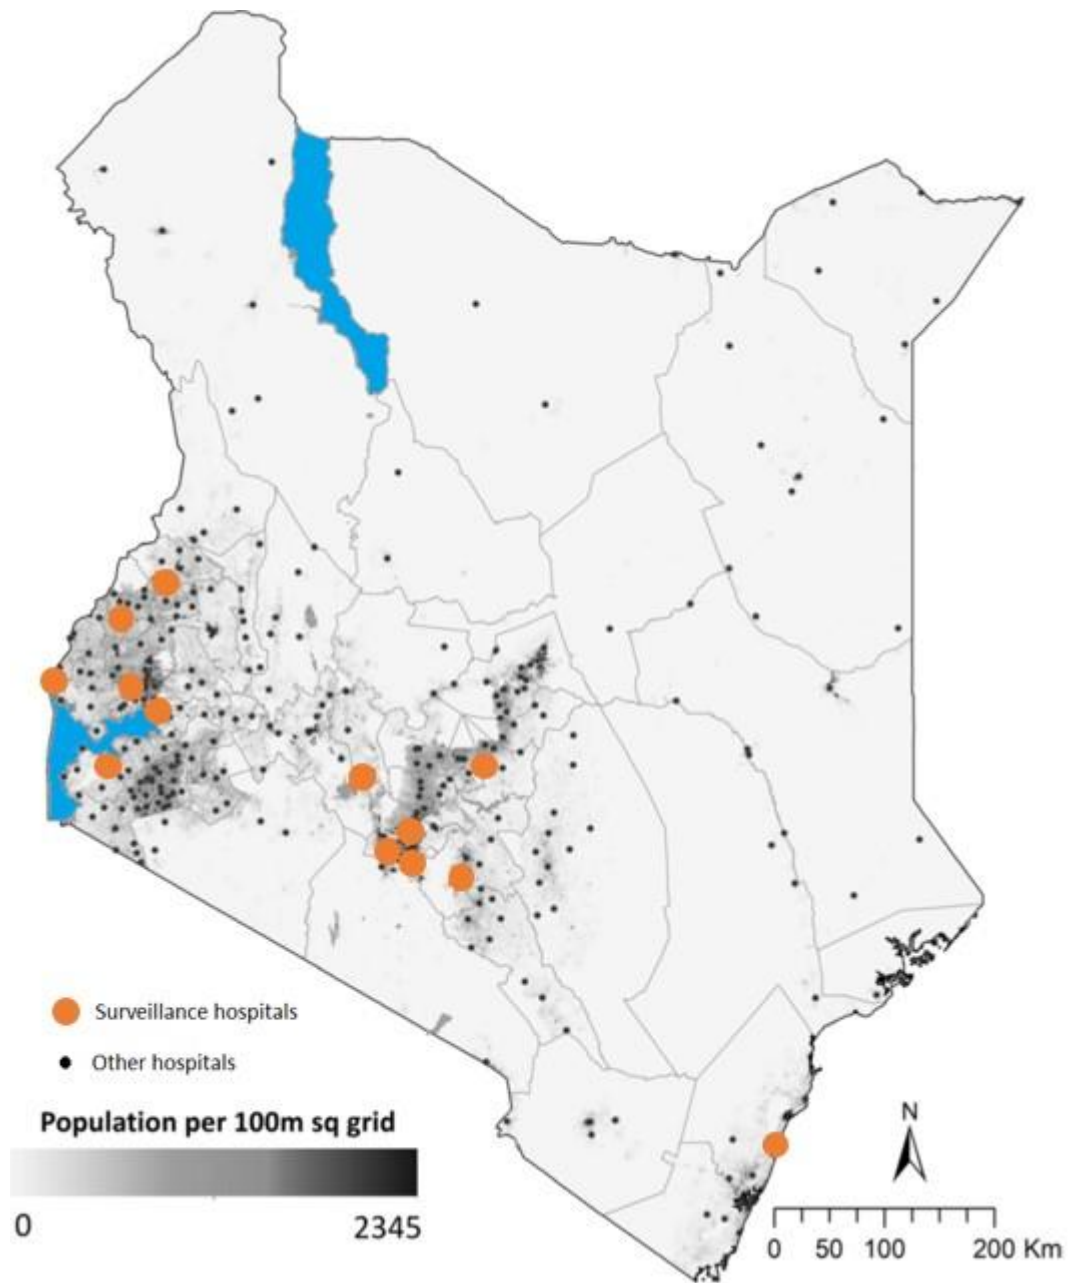 Surveillance hospitals
Other hospitals
Population per 100m sq grid
0
2345
N
0 50 100 200 Km